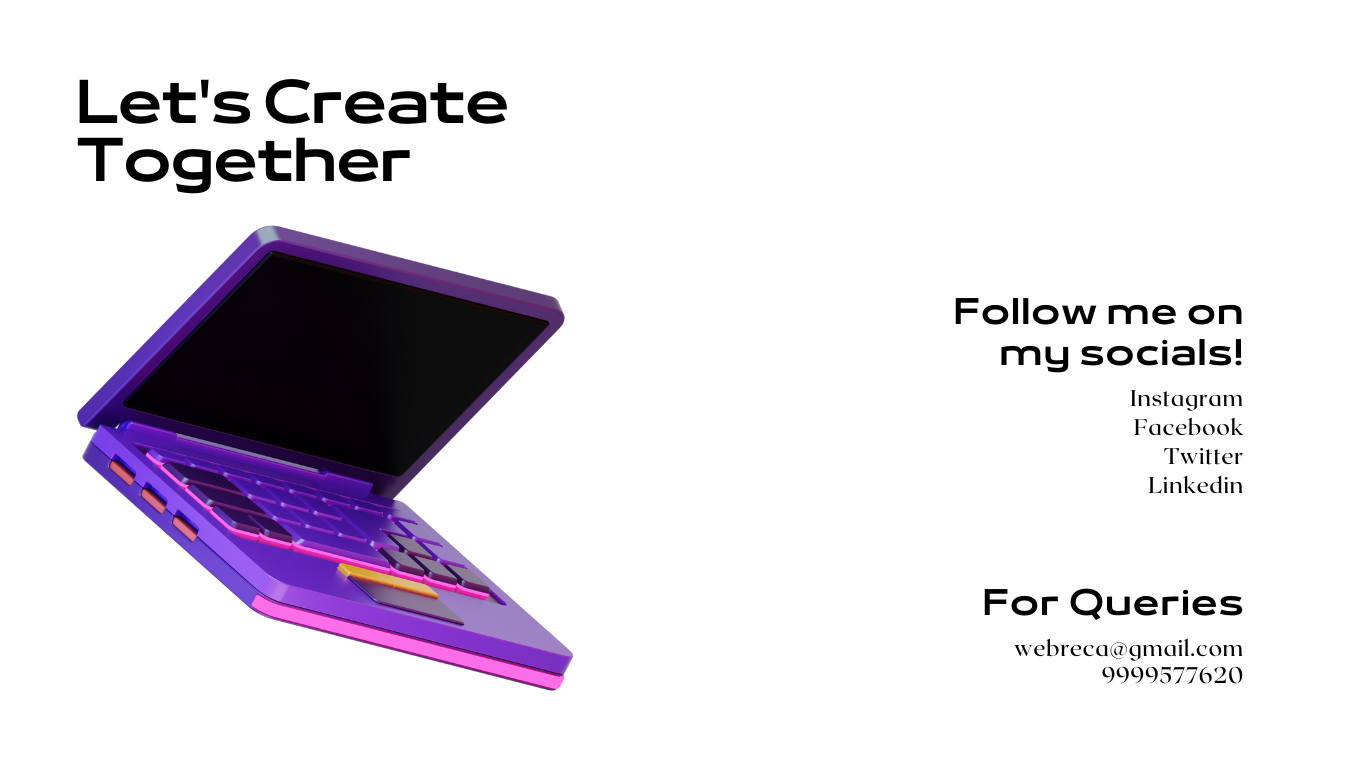 Let's Create
Together
Follow me on
my socials!
Instagram
Facebook
Twitter
Linkedin
For Queries
webreca@gmail.com
9999577620